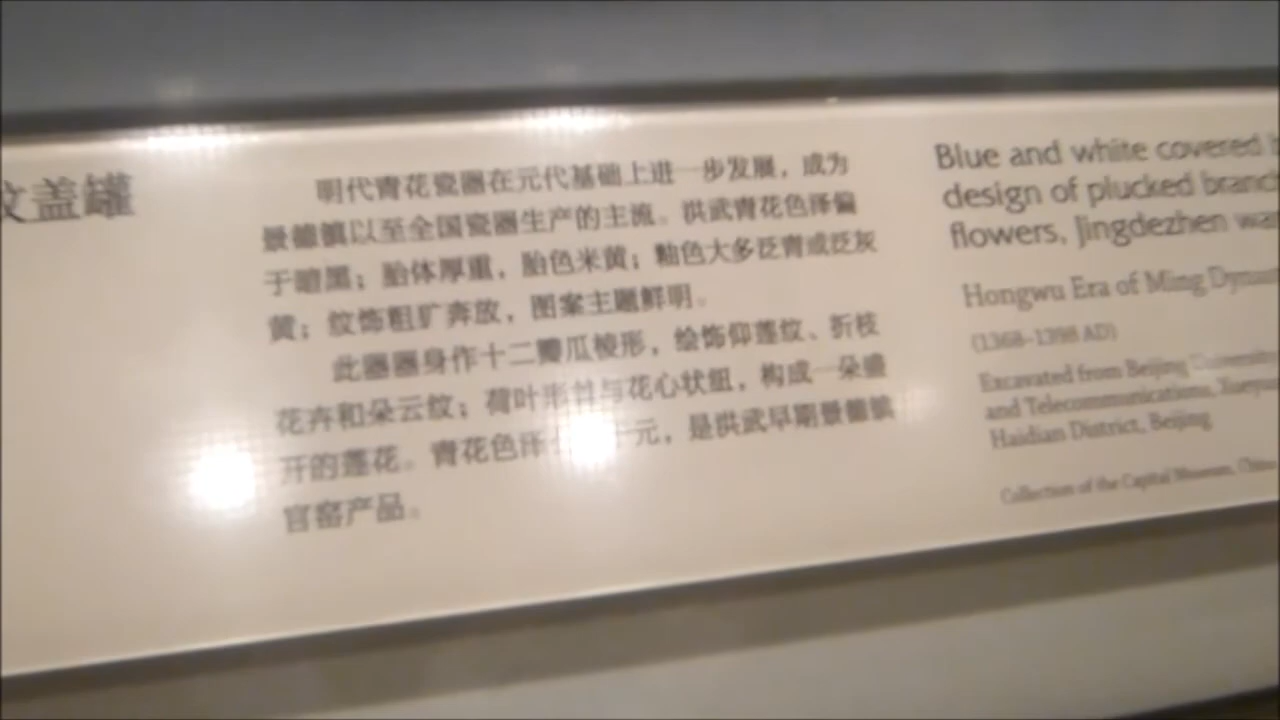 纹盖罐
明代青花瓷器在元代基础上进一步发展，成为
景德镇以至全国瓷器生产的主流。洪武青花色泽偏
于暗黑；胎体厚重，胎色米黄；釉色大多泛青或泛灰
黄；纹饰粗犷奔放，图案主题鲜明。
此器器身作十二瓣瓜棱形，绘饰仰莲纹、折枝
花卉和朵云纹；荷叶形盖与花心状钮，构成一朵盛
开的莲花。青花色泽 元，是洪武早期景德镇
官窑产品。
Blue and white covered
design of plucked branch
flowers, Jingdezhen
Hongwu Era of Ming Dynasty
(1368–1398 AD)
Excavated from Beijing University
and Telecommunications,
Haidian District, Beijing
Collection of the Capital Museum, China